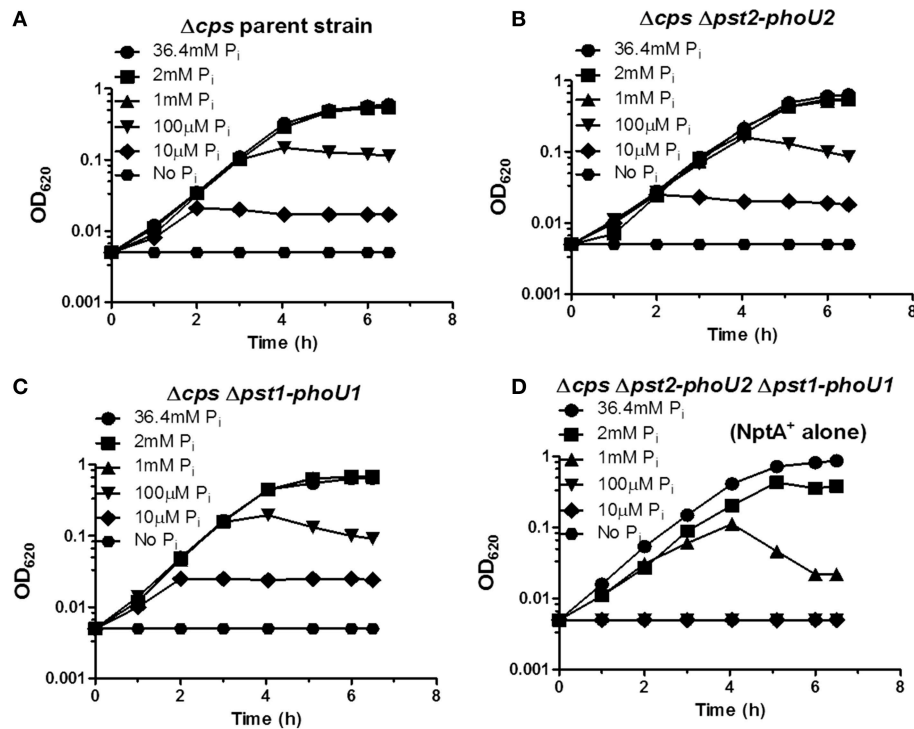 A
Δcps parent strain
36.4mM Pi
2mM Pi
1mM Pi
100μM Pi
10μM Pi
No Pi
1
0.1
0.01
0.001
OD620
0 2 4 6 8
Time (h)
B
Δcps Δpst2-phoU2
36.4mM Pi
2mM Pi
1mM Pi
100μM Pi
10μM Pi
No Pi
1
0.1
0.01
0.001
OD620
0 2 4 6 8
Time (h)
C
Δcps Δpst1-phoU1
36.4mM Pi
2mM Pi
1mM Pi
100μM Pi
10μM Pi
No Pi
1
0.1
0.01
0.001
OD620
0 2 4 6 8
Time (h)
D
Δcps Δpst2-phoU2 Δpst1-phoU1
(NptA+ alone)
36.4mM Pi
2mM Pi
1mM Pi
100μM Pi
10μM Pi
No Pi
1
0.1
0.01
0.001
OD620
0 2 4 6 8
Time (h)